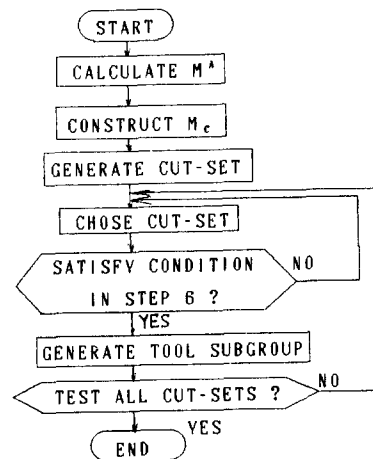 START
CALCULATE M*
CONSTRUCT Mc
GENERATE CUT-SET
CHOSE CUT-SET
SATISFV CONDITION
IN STEP 6 ?
NO
YES
GENERATE TOOL SUBGROUP
TEST ALL CUT-SETS ?
NO
YES
END